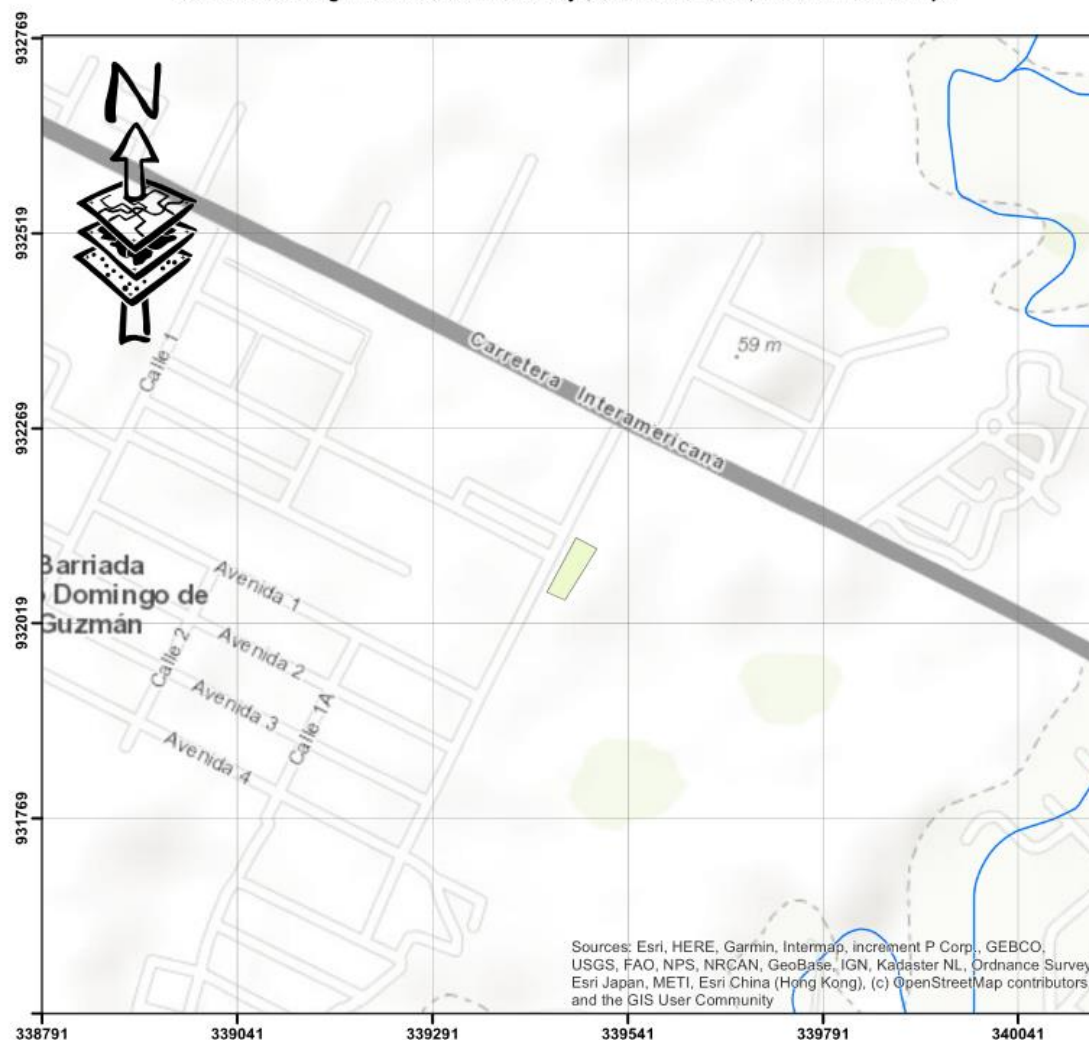 932769
N
932519
Calle 1
59 m
Carretera Interamericana
932269
Barriada
Domingo de
Guzmán
Avenida 1
932019
Avenida 2
Calle 2
Avenida 3
Calle 1A
Avenida 4
931769
Sources: Esri, HERE, Garmin, Intermap, increment P Corp., GEBCO,
USGS, FAO, NPS, NRCAN, GeoBase, IGN, Kadaster NL, Ordnance Survey,
Esri Japan, METI, Esri China (Hong Kong), (c) OpenStreetMap contributors,
and the GIS User Community
338791 339041 339291 339541 339791 340041